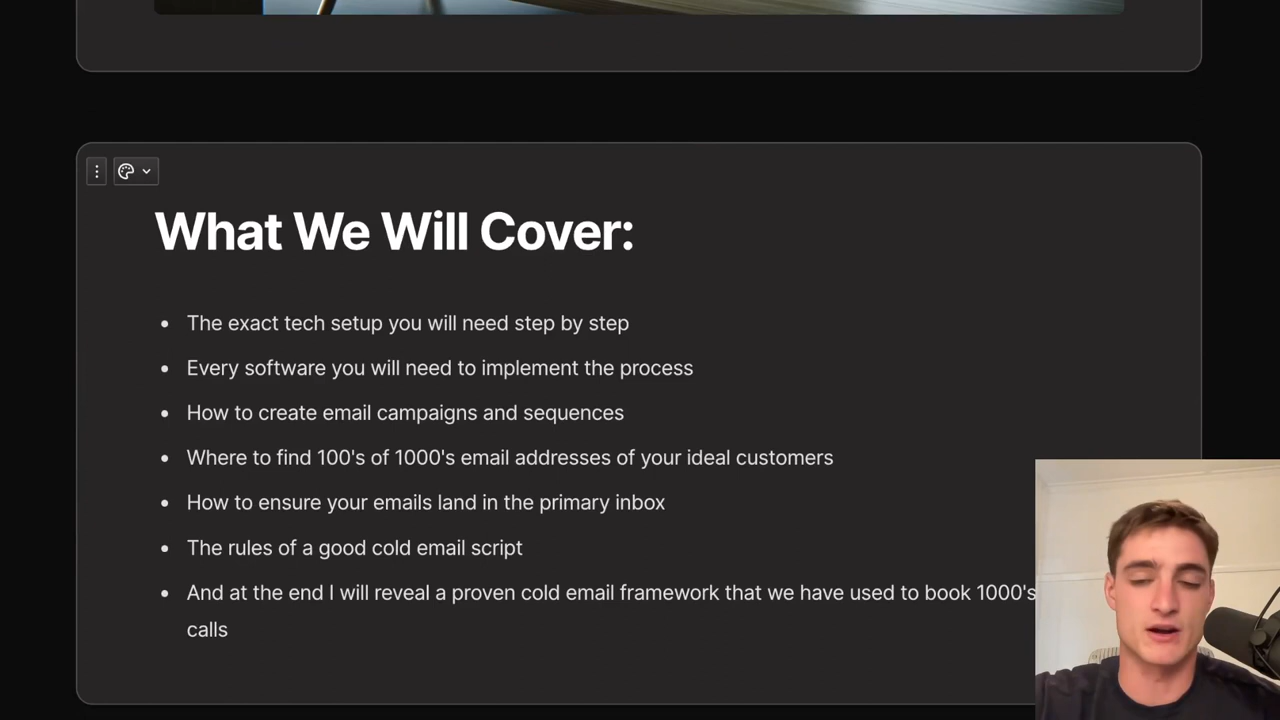 What We Will Cover:
The exact tech setup you will need step by step
Every software you will need to implement the process
How to create email campaigns and sequences
Where to find 100's of 1000's email addresses of your ideal customers
How to ensure your emails land in the primary inbox
The rules of a good cold email script
And at the end I will reveal a proven cold email framework that we have used to book 1000's
calls